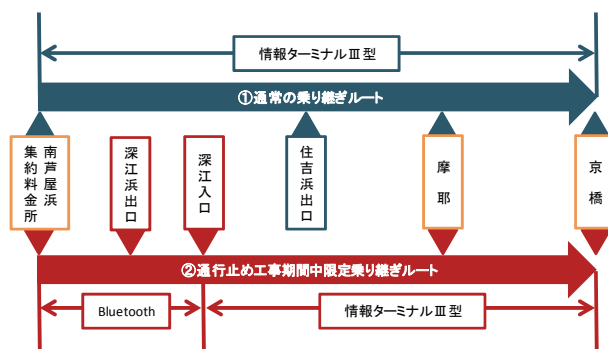 情報ターミナルⅢ型
①通常の乗り継ぎルート
南芦屋浜
集約料金所
深江浜出口
深江入口
住吉浜出口
摩耶
京橋
②通行止め工事期間中限定乗り継ぎルート
Bluetooth
情報ターミナルⅢ型